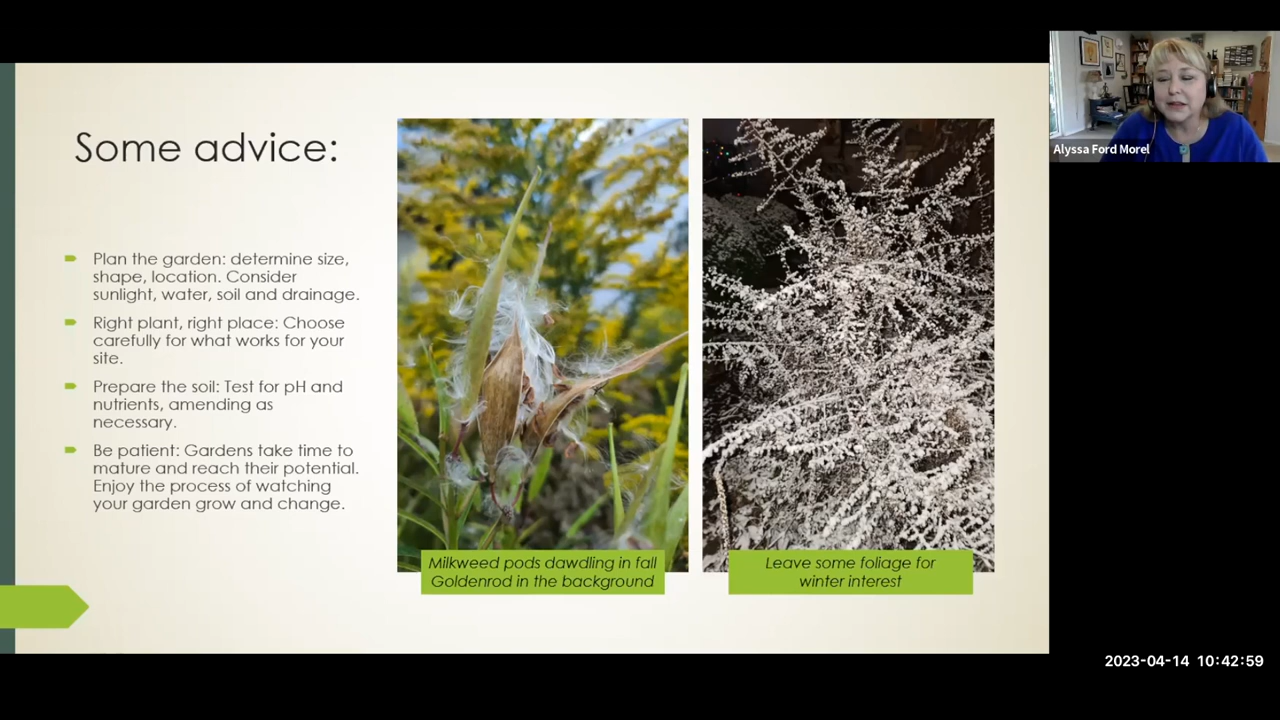 Some advice:
Plan the garden: determine size,
shape, location. Consider
sunlight, water, soil and drainage.
Right plant, right place: Choose
carefully for what works for your
site.
Prepare the soil: Test for pH and
nutrients, amending as
necessary.
Be patient: Gardens take time to
mature and reach their potential.
Enjoy the process of watching
your garden grow and change.
Milkweed pods dawdling in fall
Goldenrod in the background
Leave some foliage for
winter interest
Alyssa Ford Morel
2023-04-14 10:42:59